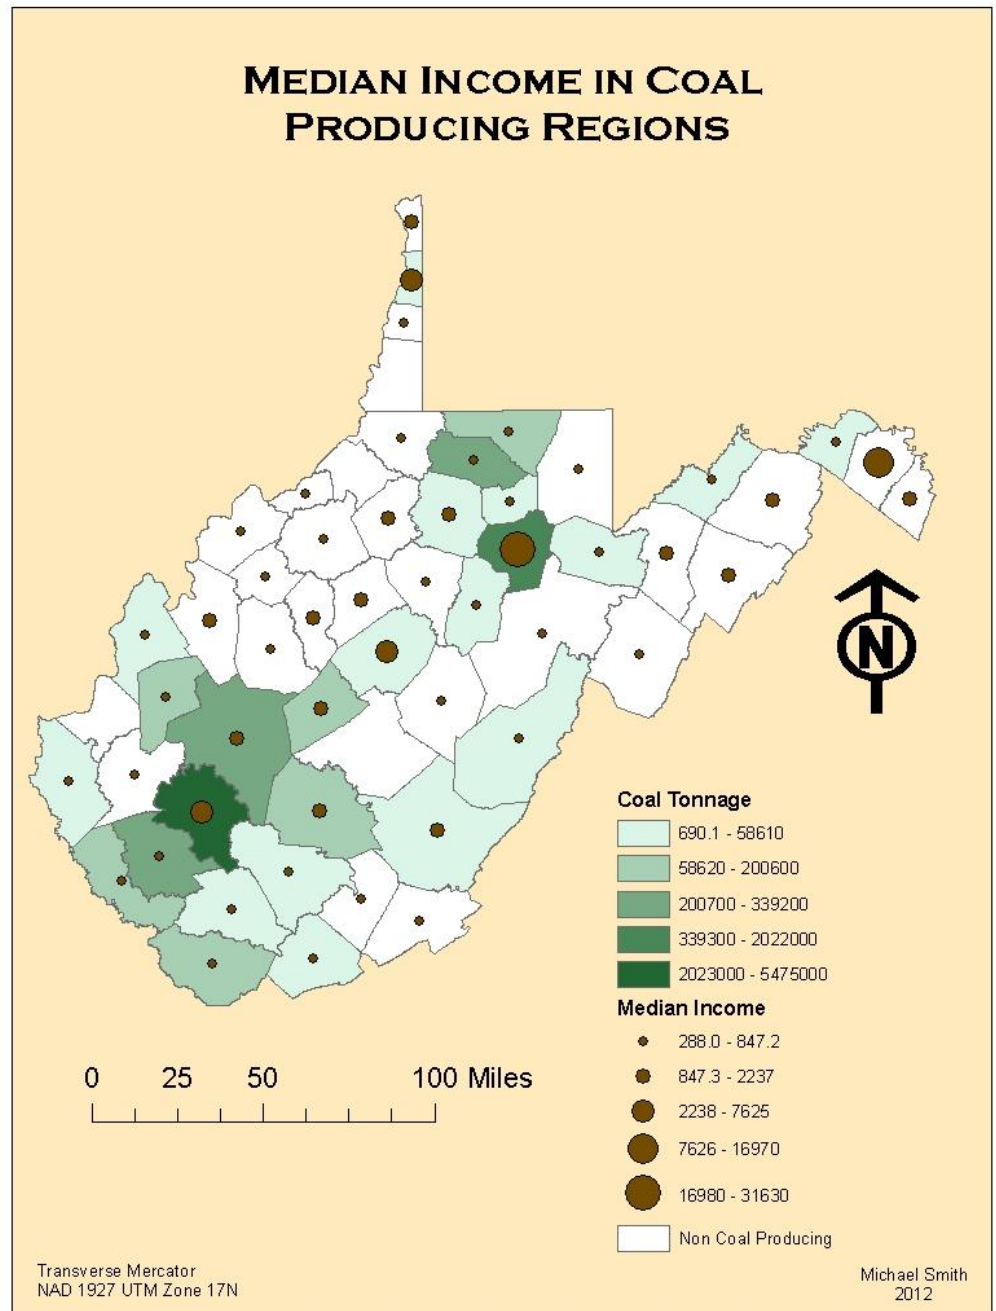 MEDIAN INCOME IN COAL
PRODUCING REGIONS
N
Coal Tonnage
690.1 - 58610
58620 - 200600
200700 - 339200
339300 - 2022000
2023000 - 5475000
Median Income
288.0 - 847.2
847.3 - 2237
2238 - 7625
7626 - 16970
16980 - 31630
Non Coal Producing
0 25 50 100 Miles
Transverse Mercator
NAD 1927 UTM Zone 17N
Michael Smith
2012